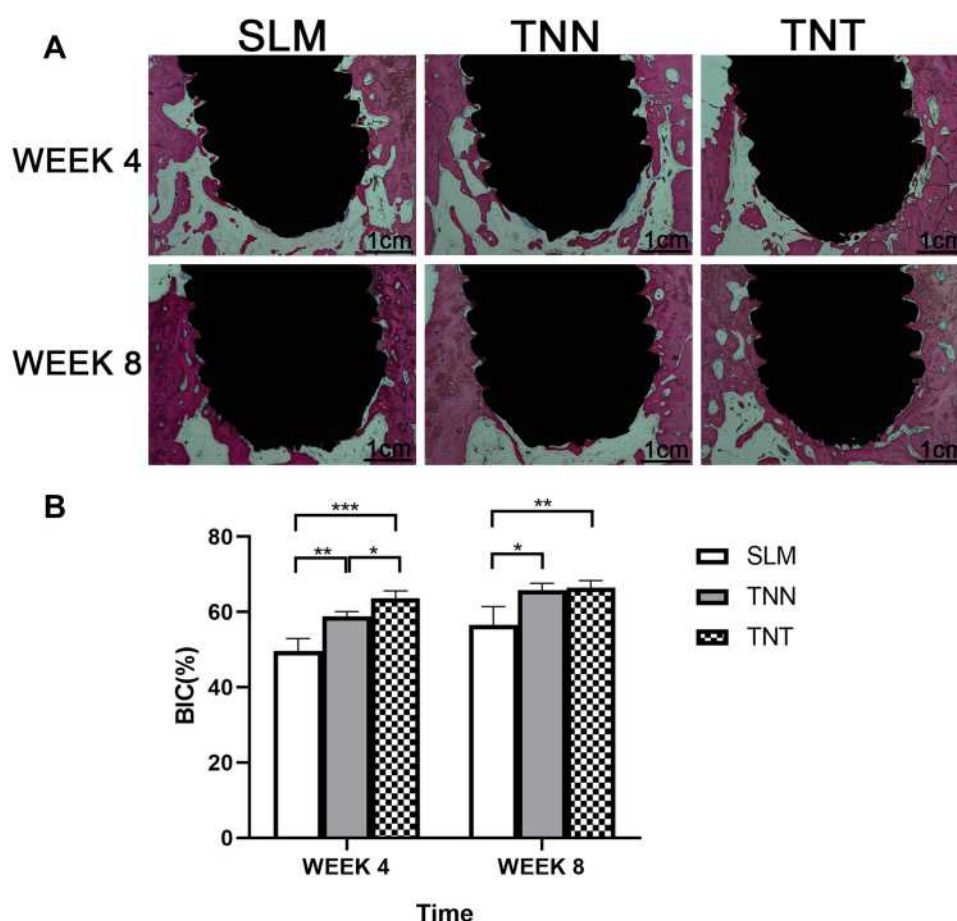 A
SLM TNN TNT
WEEK 4
1cm 1cm 1cm
WEEK 8
1cm 1cm 1cm
B
*** **
** * *
80
60
40
20
0
BIC(%)
WEEK 4 WEEK 8
Time
SLM
TNN
TNT